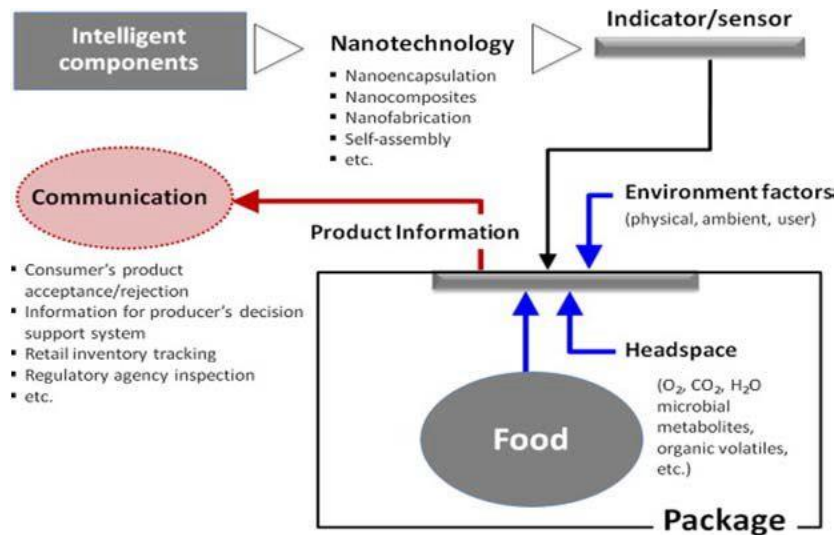 Intelligent
components
Nanotechnology
▪ Nanoencapsulation
▪ Nanocomposites
▪ Nanofabrication
▪ Self-assembly
▪ etc.
Indicator/sensor
Communication
▪ Consumer's product
acceptance/rejection
▪ Information for producer's decision
support system
▪ Retail inventory tracking
▪ Regulatory agency inspection
▪ etc.
Product Information
Environment factors
(physical, ambient, user)
Headspace
(O₂, CO₂, H₂O
microbial
metabolites,
organic volatiles,
etc.)
Food
Package